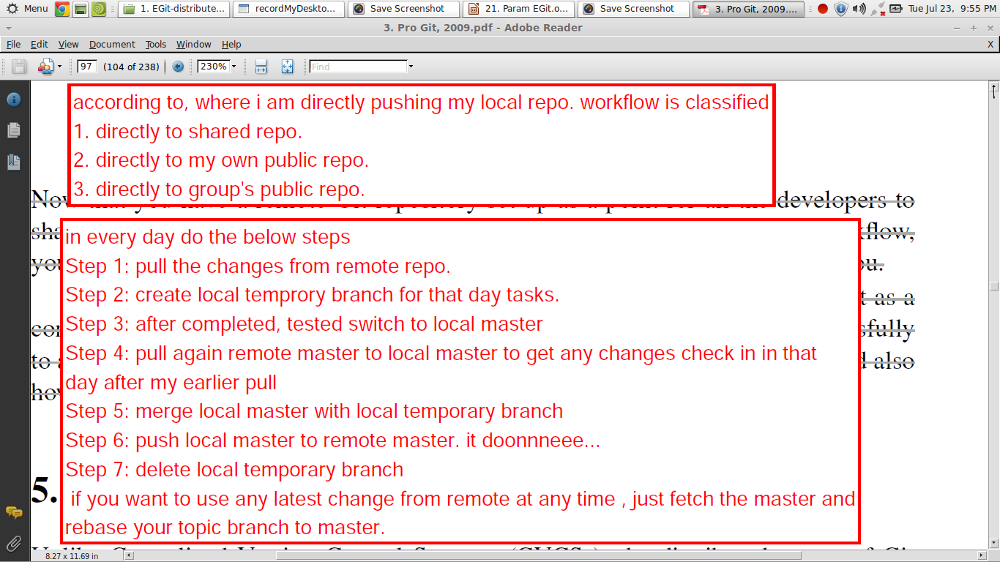 Menu
1. EGit-distribute...
recordMyDeskto...
Save Screenshot
21. Param EGit.o...
Save Screenshot
3. Pro Git, 2009....
Tue Jul 23, 9:55 PM
3. Pro Git, 2009.pdf - Adobe Reader
File Edit View Document Tools Window Help X
97 (104 of 238) 230% Find
according to, where i am directly pushing my local repo. workflow is classified
1. directly to shared repo.
2. directly to my own public repo.
3. directly to group's public repo.
developers to
in every day do the below steps
Step 1: pull the changes from remote repo.
Step 2: create local temprory branch for that day tasks.
Step 3: after completed, tested switch to local master
Step 4: pull again remote master to local master to get any changes check in in that
day after my earlier pull
Step 5: merge local master with local temporary branch
Step 6: push local master to remote master. it doonnneee...
Step 7: delete local temporary branch
if you want to use any latest change from remote at any time , just fetch the master and
rebase your topic branch to master.
as a
to
also
5.
8.27 x 11.69 in